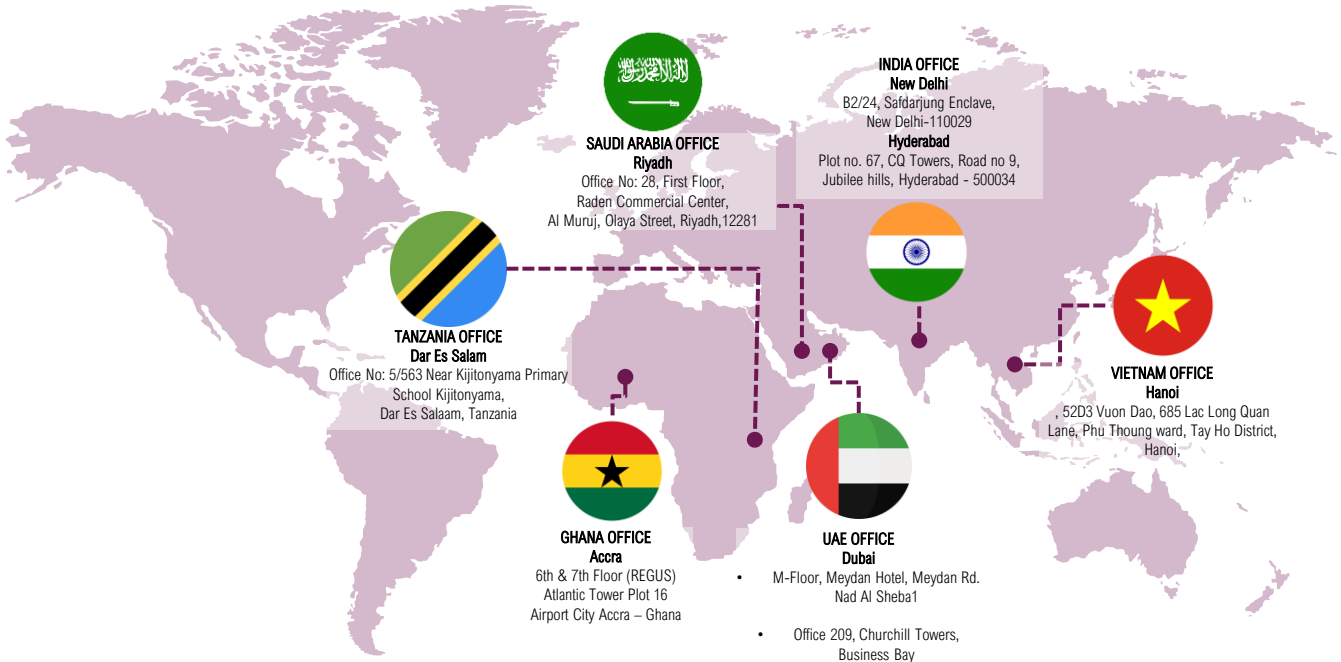 SAUDI ARABIA OFFICE
Riyadh
Office No: 28, First Floor,
Raden Commercial Center,
Al Muruj, Olaya Street, Riyadh,12281
INDIA OFFICE
New Delhi
B2/24, Safdarjung Enclave,
New Delhi-110029
Hyderabad
Plot no. 67, CQ Towers, Road no 9,
Jubilee hills, Hyderabad - 500034
TANZANIA OFFICE
Dar Es Salam
Office No: 5/563 Near Kijitonyama Primary
School Kijitonyama,
Dar Es Salaam, Tanzania
VIETNAM OFFICE
Hanoi
, 52D3 Vuon Dao, 685 Lac Long Quan
Lane, Phu Thoung ward, Tay Ho District,
Hanoi,
GHANA OFFICE
Accra
6th & 7th Floor (REGUS)
Atlantic Tower Plot 16
Airport City Accra – Ghana
UAE OFFICE
Dubai
• M-Floor, Meydan Hotel, Meydan Rd.
Nad Al Sheba1
• Office 209, Churchill Towers,
Business Bay